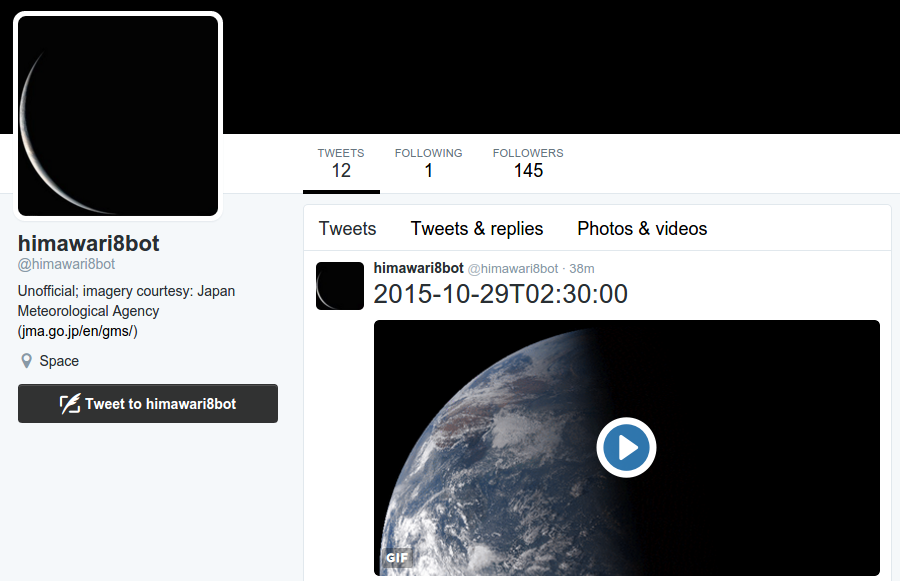 TWEETS FOLLOWING FOLLOWERS
12 1 145
Tweets Tweets & replies Photos & videos
himawari8bot
@himawari8bot
Unofficial; imagery courtesy: Japan
Meteorological Agency
(jma.go.jp/en/gms/)
Space
Tweet to himawari8bot
himawari8bot @himawari8bot · 38m
2015-10-29T02:30:00
GIF